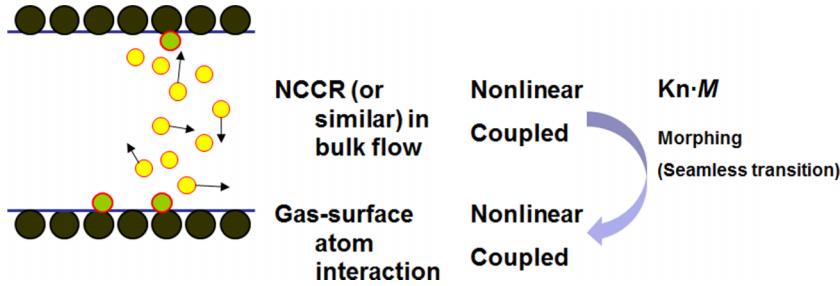 NCCR (or
similar) in
bulk flow
Nonlinear
Coupled
Kn·M
Morphing
(Seamless transition)
Gas-surface
atom
interaction
Nonlinear
Coupled